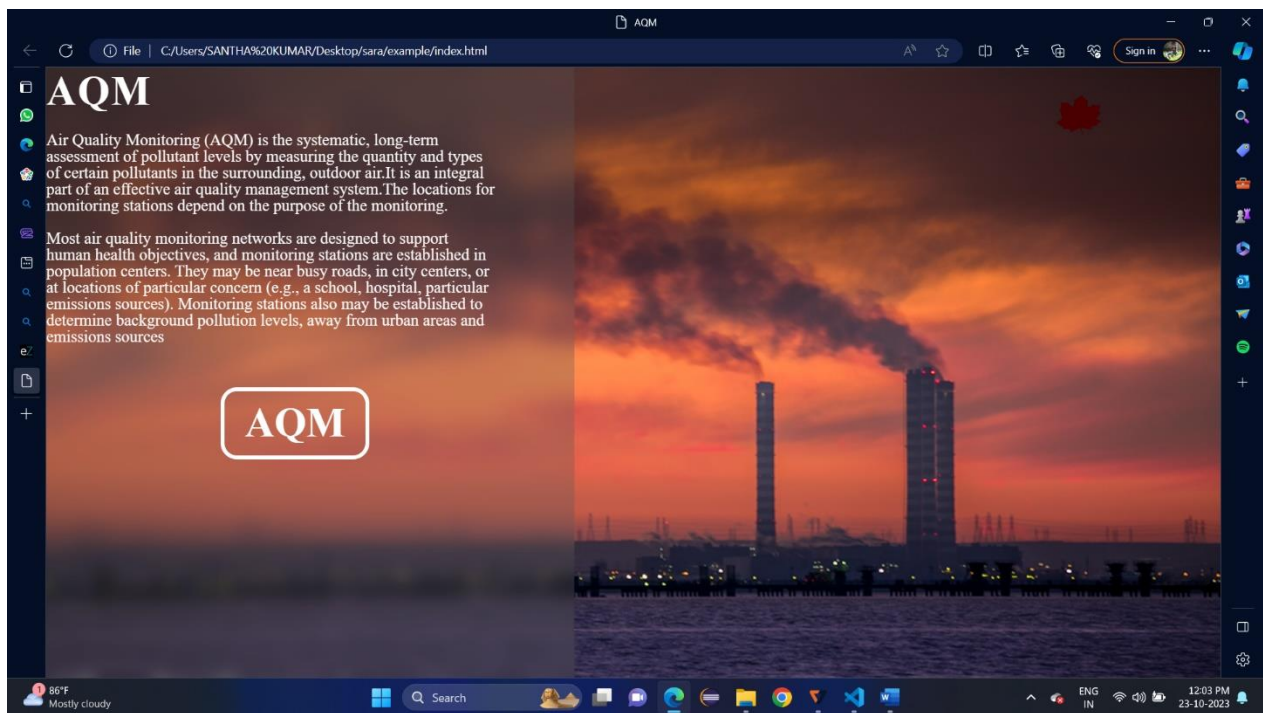 AQM
File | C:/Users/SANTHA%20KUMAR/Desktop/sara/example/index.html
Sign in
AQM
Air Quality Monitoring (AQM) is the systematic, long-term
assessment of pollutant levels by measuring the quantity and types
of certain pollutants in the surrounding, outdoor air.It is an integral
part of an effective air quality management system.The locations for
monitoring stations depend on the purpose of the monitoring.
Most air quality monitoring networks are designed to support
human health objectives, and monitoring stations are established in
population centers. They may be near busy roads, in city centers, or
at locations of particular concern (e.g., a school, hospital, particular
emissions sources). Monitoring stations also may be established to
determine background pollution levels, away from urban areas and
emissions sources
AQM
1
86°F
Mostly cloudy
Search
ENG
IN
12:03 PM
23-10-2023